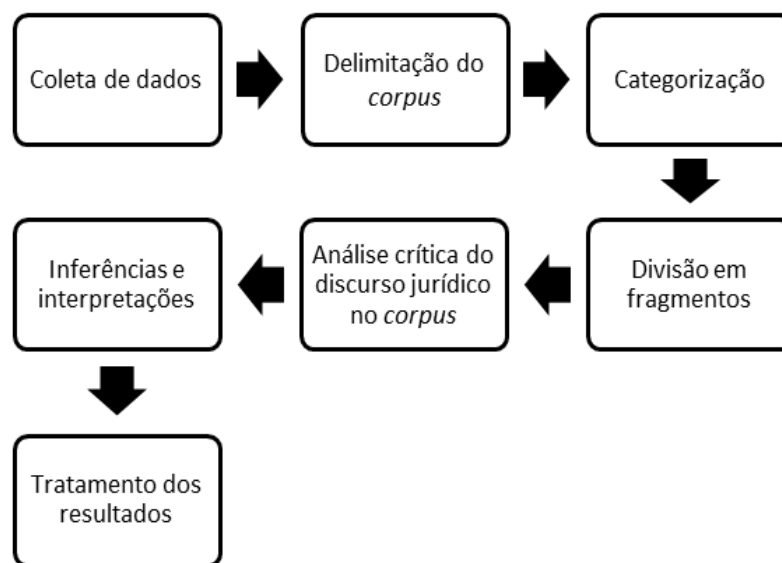 Coleta de dados
Delimitação do
corpus
Categorização
Divisão em
fragmentos
Análise crítica do
discurso jurídico
no corpus
Inferências e
interpretações
Tratamento dos
resultados